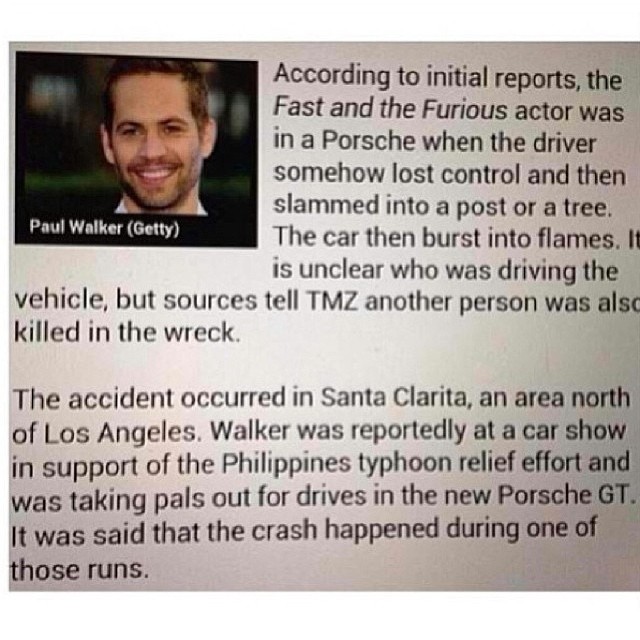 According to initial reports, the
Fast and the Furious actor was
in a Porsche when the driver
somehow lost control and then
slammed into a post or a tree.
Paul Walker (Getty)
The car then burst into flames. It
is unclear who was driving the
vehicle, but sources tell TMZ another person was also
killed in the wreck.
The accident occurred in Santa Clarita, an area north
of Los Angeles. Walker was reportedly at a car show
in support of the Philippines typhoon relief effort and
was taking pals out for drives in the new Porsche GT.
It was said that the crash happened during one of
those runs.